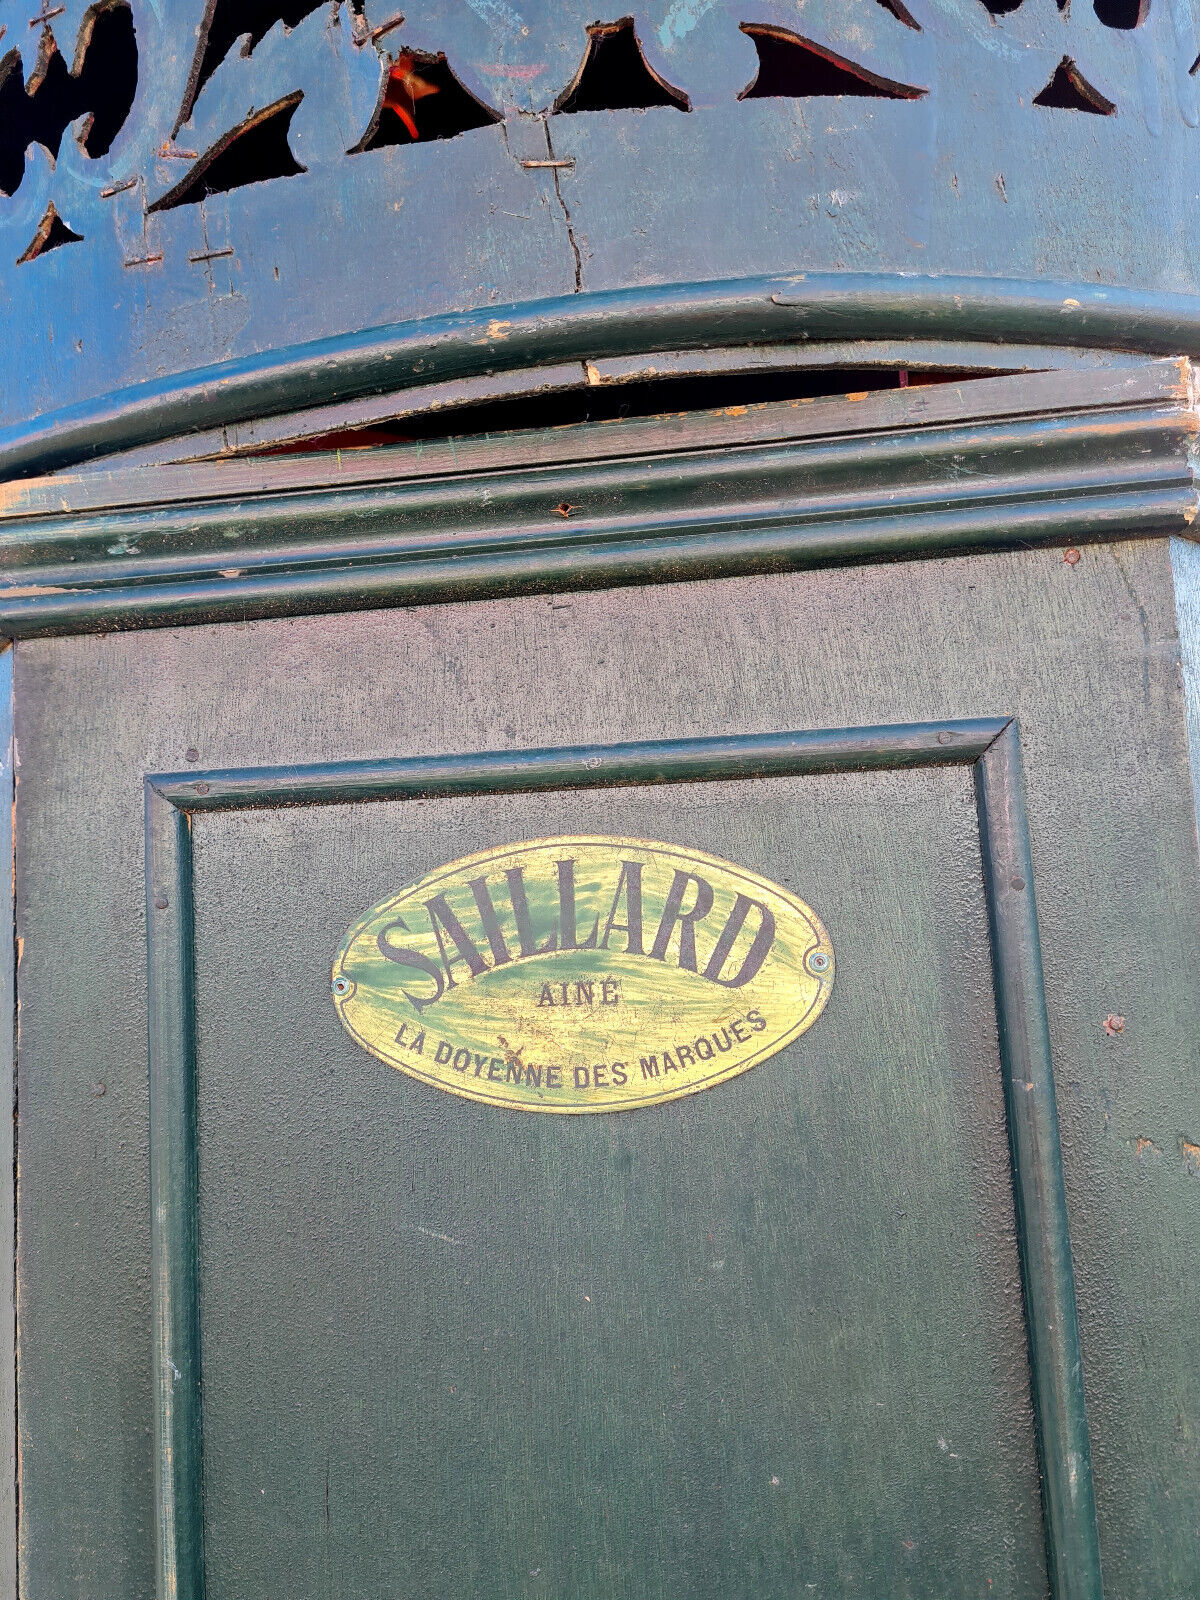 SAILLARD
AINÉ
LA DOYENNE DES MARQUES